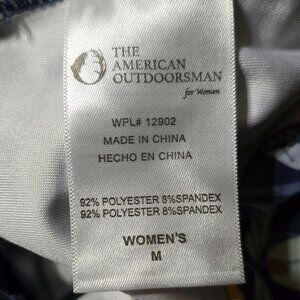 THE
AMERICAN
OUTDOORSMAN
for Women
WPL# 12902
MADE IN CHINA
HECHO EN CHINA
92% POLYESTER 8%SPANDEX
92% POLYESTER 8%SPANDEX
WOMEN'S
M